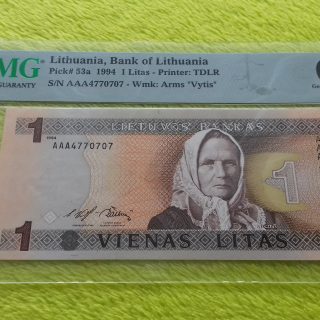 MG
GUARANTY
Lithuania, Bank of Lithuania
Pick# 53a 1994 1 Litas - Printer: TDLR
S/N AAA4770707 - Wmk: Arms "Vytis"
Ge
1
1994
LIETUVOS BANKAS
AAA4770707
1
1
VIENAS LITAS